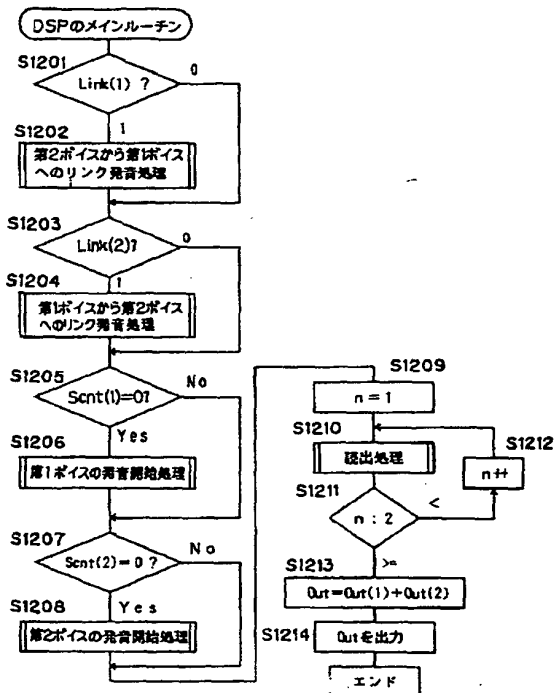 DSPのメインルーチン
S1201
Link(1) ?
0
1
S1202
第2ボイスから第1ボイス
へのリンク発音処理
S1203
Link(2)?
0
1
S1204
第1ボイスから第2ボイス
へのリンク発音処理
S1205
Scnt(1)=0?
No
Yes
S1206
第1ボイスの発音開始処理
S1207
Scnt(2)=0 ?
No
Yes
S1208
第2ボイスの発音開始処理
S1209
n = 1
S1210
読出処理
S1211
n : 2
<
S1212
n++
>=
S1213
Out=Out(1)+Out(2)
S1214
Outを出力
エンド